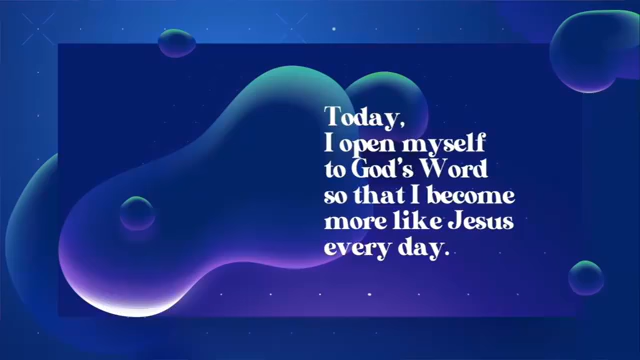 Today,
I open myself
to God's Word
so that I become
more like Jesus
every day.